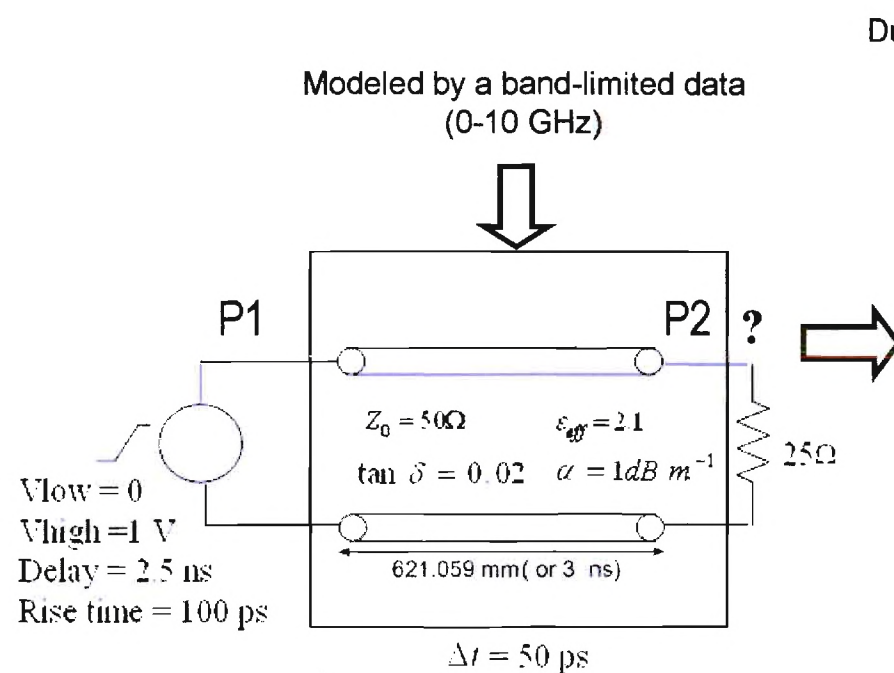 Du
Modeled by a band-limited data
(0-10 GHz)
P1
P2 ?
Z₀ = 50Ω
ε_eff = 2.1
tan δ = 0.02
α = 1dB m⁻¹
25Ω
Vlow = 0
Vhigh =1 V
Delay = 2.5 ns
Rise time = 100 ps
621.059 mm( or 3 ns)
Δt = 50 ps